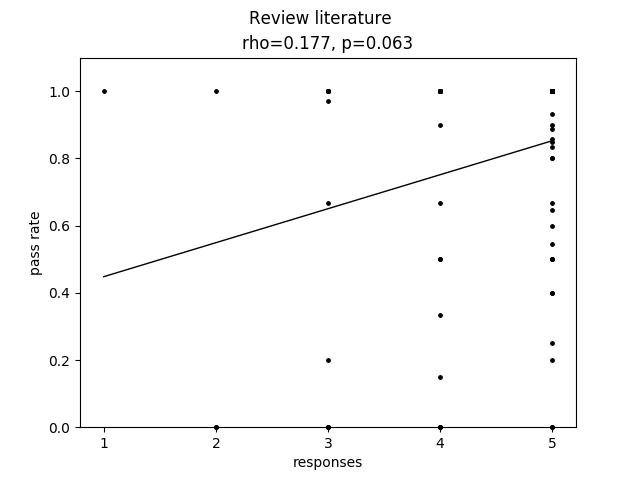 Review literature
rho=0.177, p=0.063
1.0
0.8
0.6
0.4
0.2
0.0
pass rate
1 2 3 4 5
responses